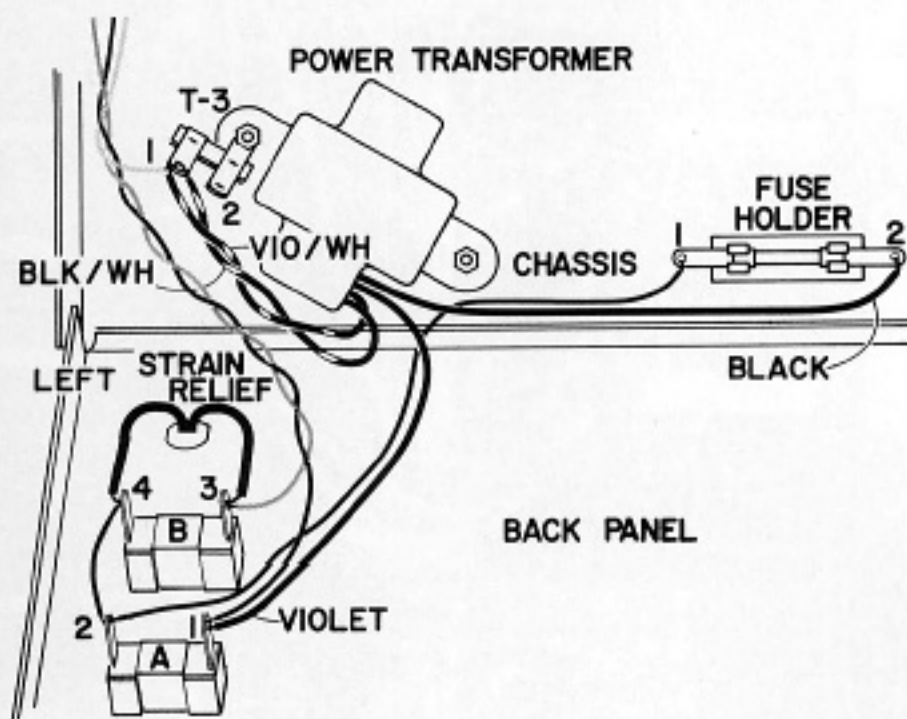 POWER TRANSFORMER
T-3
1
2
VIO/WH
BLK/WH
FUSE
HOLDER
1
2
CHASSIS
BLACK
LEFT
STRAIN
RELIEF
4
3
B
BACK PANEL
2
1
VIOLET
A